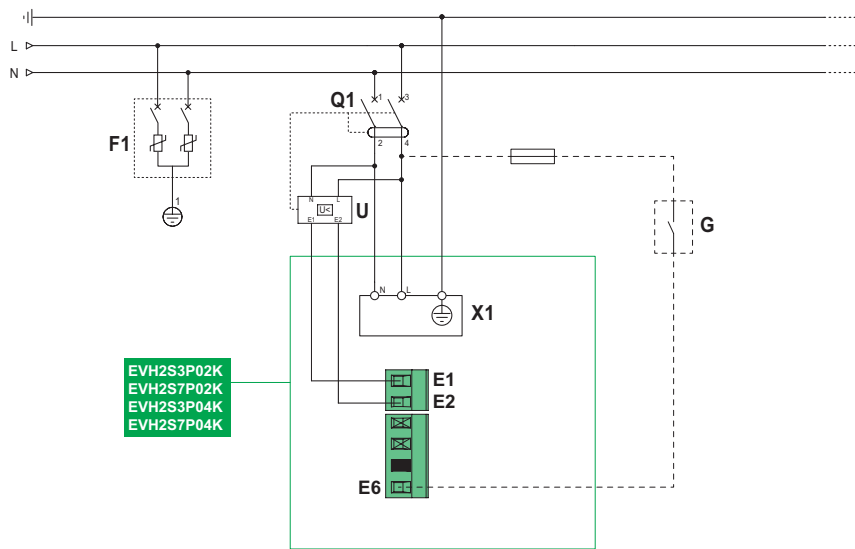 L
N
Q1
1
3
F1
2
4
1
N
L
U<
U
E1
E2
G
N
L
X1
EVH2S3P02K
EVH2S7P02K
EVH2S3P04K
EVH2S7P04K
E1
E2
E6